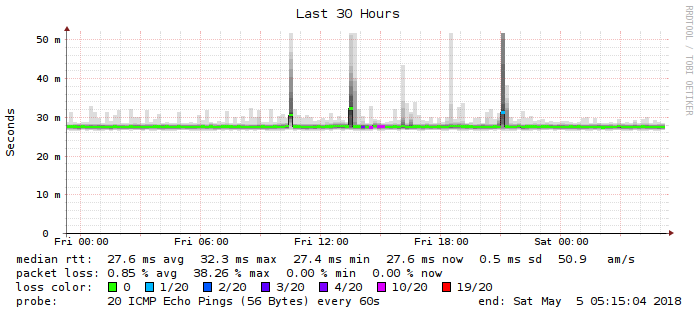 Last 30 Hours
RRDTOOL / TOBI OETIKER
Seconds
50 m
40 m
30 m
20 m
10 m
0
Fri 00:00 Fri 06:00 Fri 12:00 Fri 18:00 Sat 00:00
median rtt: 27.6 ms avg 32.3 ms max 27.4 ms min 27.6 ms now 0.5 ms sd 50.9 am/s
packet loss: 0.85 % avg 38.26 % max 0.00 % min 0.00 % now
loss color: 0 1/20 2/20 3/20 4/20 10/20 19/20
probe: 20 ICMP Echo Pings (56 Bytes) every 60s end: Sat May 5 05:15:04 2018